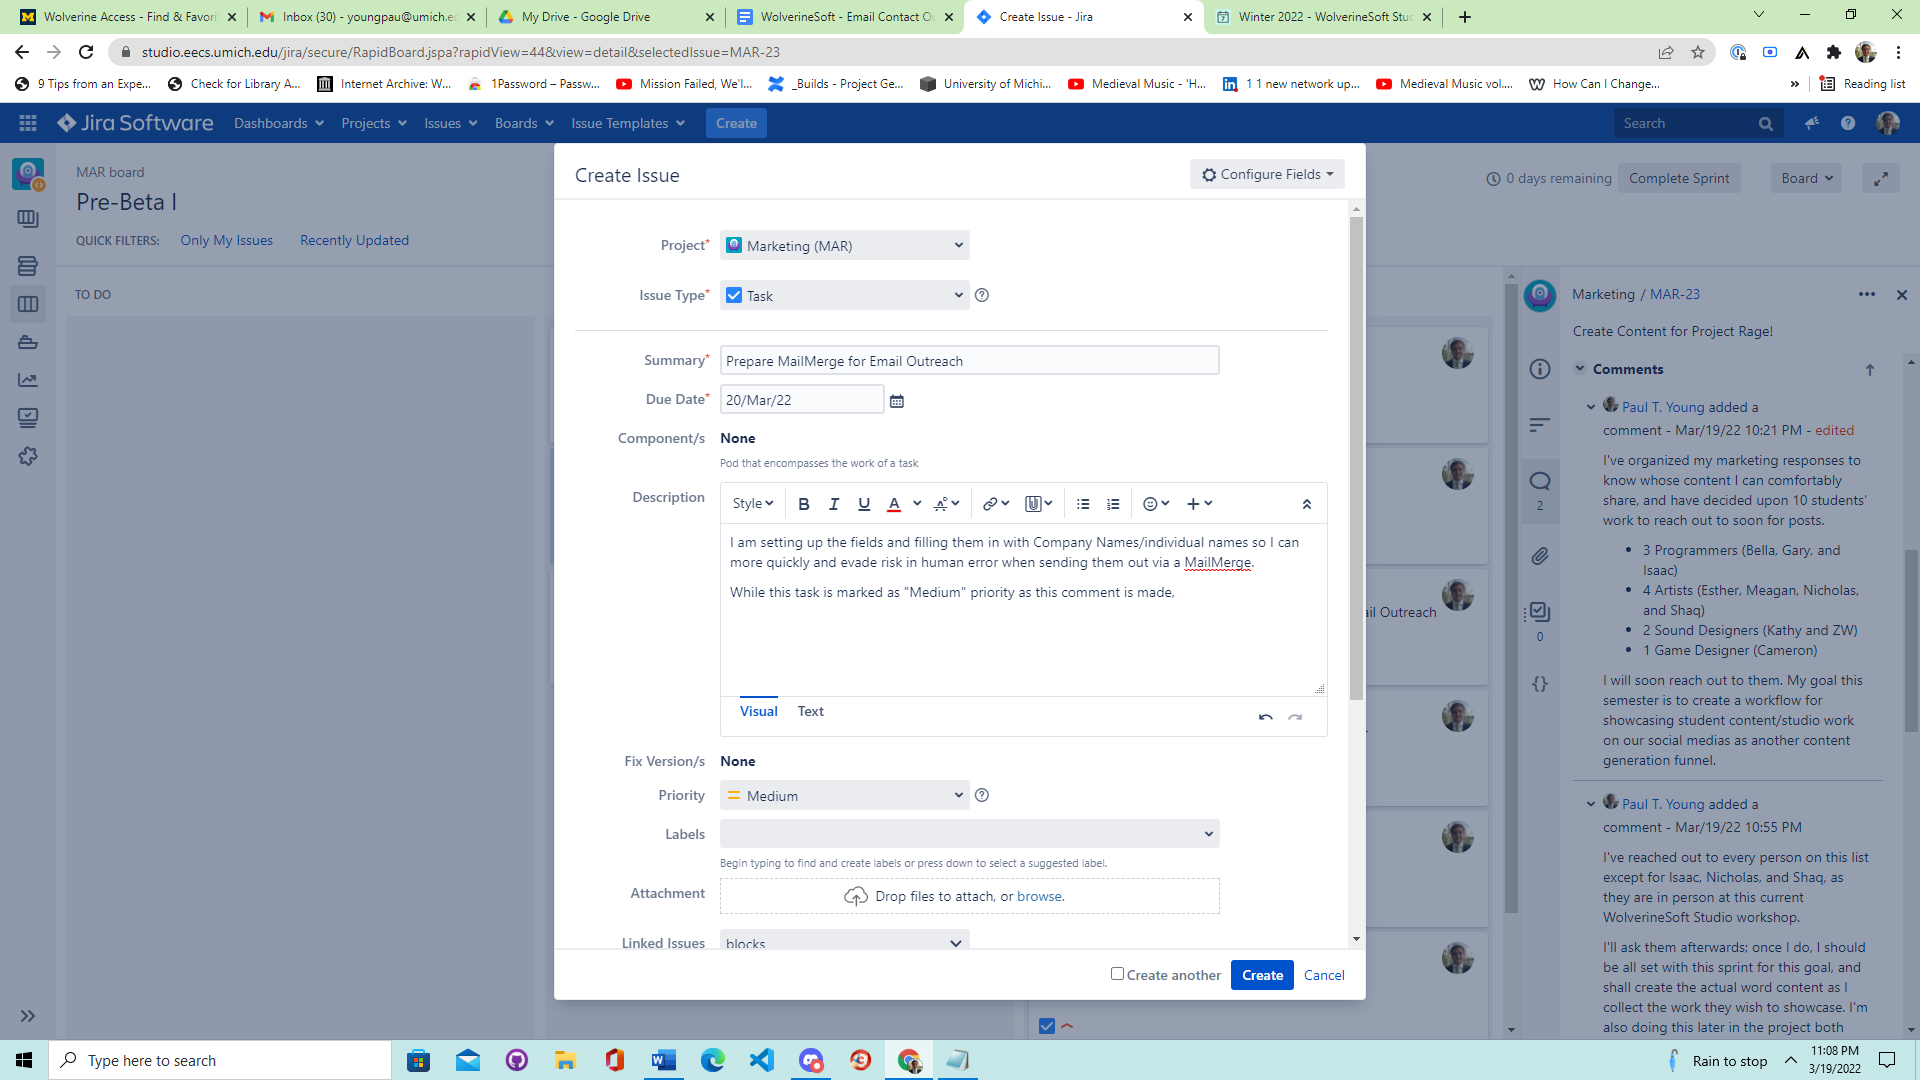 Wolverine Access - Find & Favori
Inbox (30) - youngpau@umich.ec
My Drive - Google Drive
WolverineSoft - Email Contact Ou
Create Issue - Jira
Winter 2022 - WolverineSoft Stuc
studio.eecs.umich.edu/jira/secure/RapidBoard.jspa?rapidView=44&view=detail&selectedIssue=MAR-23
9 Tips from an Expe...
Check for Library A...
Internet Archive: W...
1Password – Passw...
Mission Failed, We'l...
_Builds - Project Ge...
University of Michi...
Medieval Music - 'H...
1 1 new network up...
Medieval Music vol....
How Can I Change...
»
Reading list
Jira Software
Dashboards
Projects
Issues
Boards
Issue Templates
Create
Search
MAR board
Pre-Beta I
0 days remaining
Complete Sprint
Board
QUICK FILTERS:
Only My Issues
Recently Updated
TO DO
Create Issue
Configure Fields
Project*
Marketing (MAR)
Issue Type*
Task
Summary*
Prepare MailMerge for Email Outreach
Due Date*
20/Mar/22
Component/s
None
Pod that encompasses the work of a task
Description
Style
B I U A
I am setting up the fields and filling them in with Company Names/individual names so I can
more quickly and evade risk in human error when sending them out via a MailMerge.
While this task is marked as "Medium" priority as this comment is made,
Visual
Text
Fix Version/s
None
Priority
Medium
Labels
Begin typing to find and create labels or press down to select a suggested label.
Attachment
Drop files to attach, or browse.
Linked Issues
blocks
Create another
Create
Cancel
ail Outreach
Marketing / MAR-23
Create Content for Project Rage!
Comments
2
0
Paul T. Young added a
comment - Mar/19/22 10:21 PM - edited
I've organized my marketing responses to
know whose content I can comfortably
share, and have decided upon 10 students'
work to reach out to soon for posts.
• 3 Programmers (Bella, Gary, and
Isaac)
• 4 Artists (Esther, Meagan, Nicholas,
and Shaq)
• 2 Sound Designers (Kathy and ZW)
• 1 Game Designer (Cameron)
I will soon reach out to them. My goal this
semester is to create a workflow for
showcasing student content/studio work
on our social medias as another content
generation funnel.
Paul T. Young added a
comment - Mar/19/22 10:55 PM
I've reached out to every person on this list
except for Isaac, Nicholas, and Shaq, as
they are in person at this current
WolverineSoft Studio workshop.
I'll ask them afterwards; once I do, I should
be all set with this sprint for this goal, and
shall create the actual word content as I
collect the work they wish to showcase. I'm
also doing this later in the project both
Type here to search
Rain to stop
11:08 PM
3/19/2022